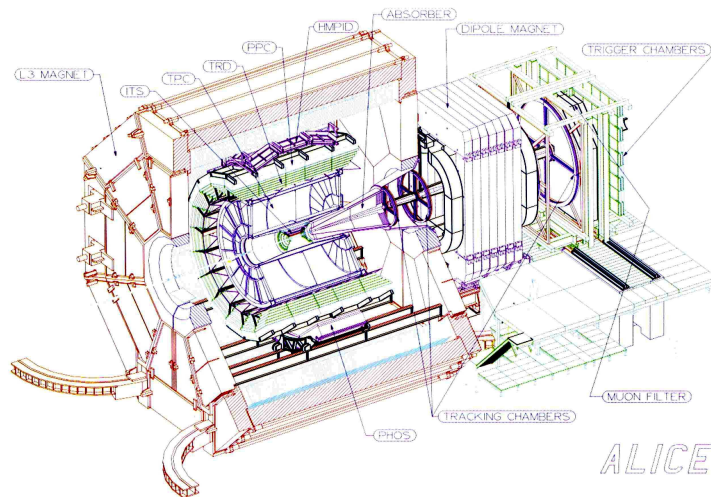 ABSORBER
HMPID
DIPOLE MAGNET
PPC
TRIGGER CHAMBERS
TRD
L3 MAGNET
TPC
ITS
MUON FILTER
TRACKING CHAMBERS
PHOS
ALICE